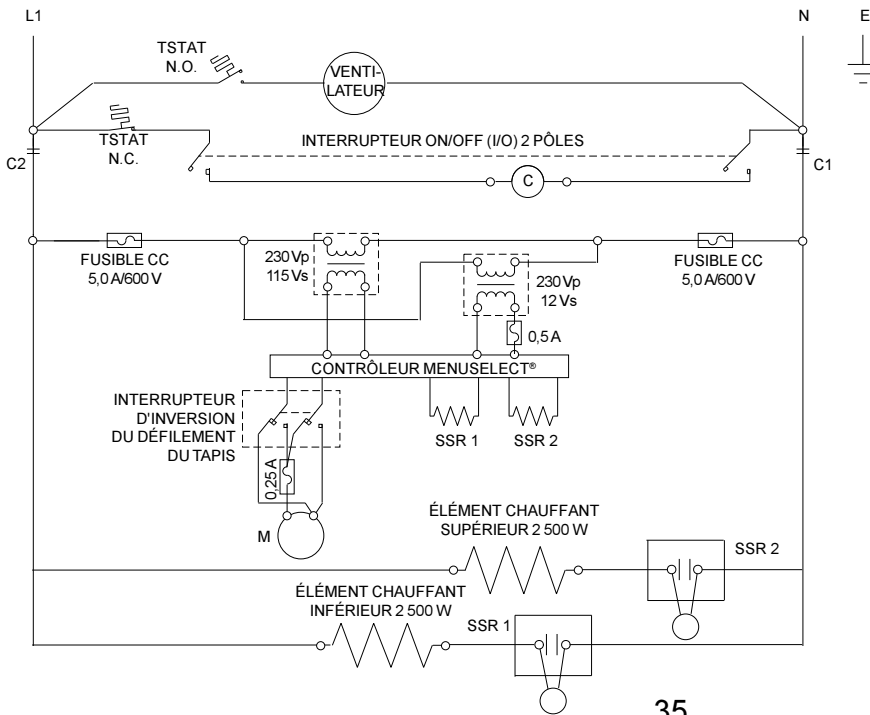 L1
N
E
TSTAT
N.O.
VENTI-
LATEUR
TSTAT
N.C.
INTERRUPTEUR ON/OFF (I/O) 2 PÔLES
C2
C
C1
FUSIBLE CC
5,0 A/600 V
230 Vp
115 Vs
230 Vp
12 Vs
FUSIBLE CC
5,0 A/600 V
0,5 A
CONTRÔLEUR MENUSELECT®
INTERRUPTEUR
D'INVERSION
DU DÉFILEMENT
DU TAPIS
SSR 1
SSR 2
0,25 A
M
ÉLÉMENT CHAUFFANT
SUPÉRIEUR 2 500 W
SSR 2
ÉLÉMENT CHAUFFANT
INFÉRIEUR 2 500 W
SSR 1
35